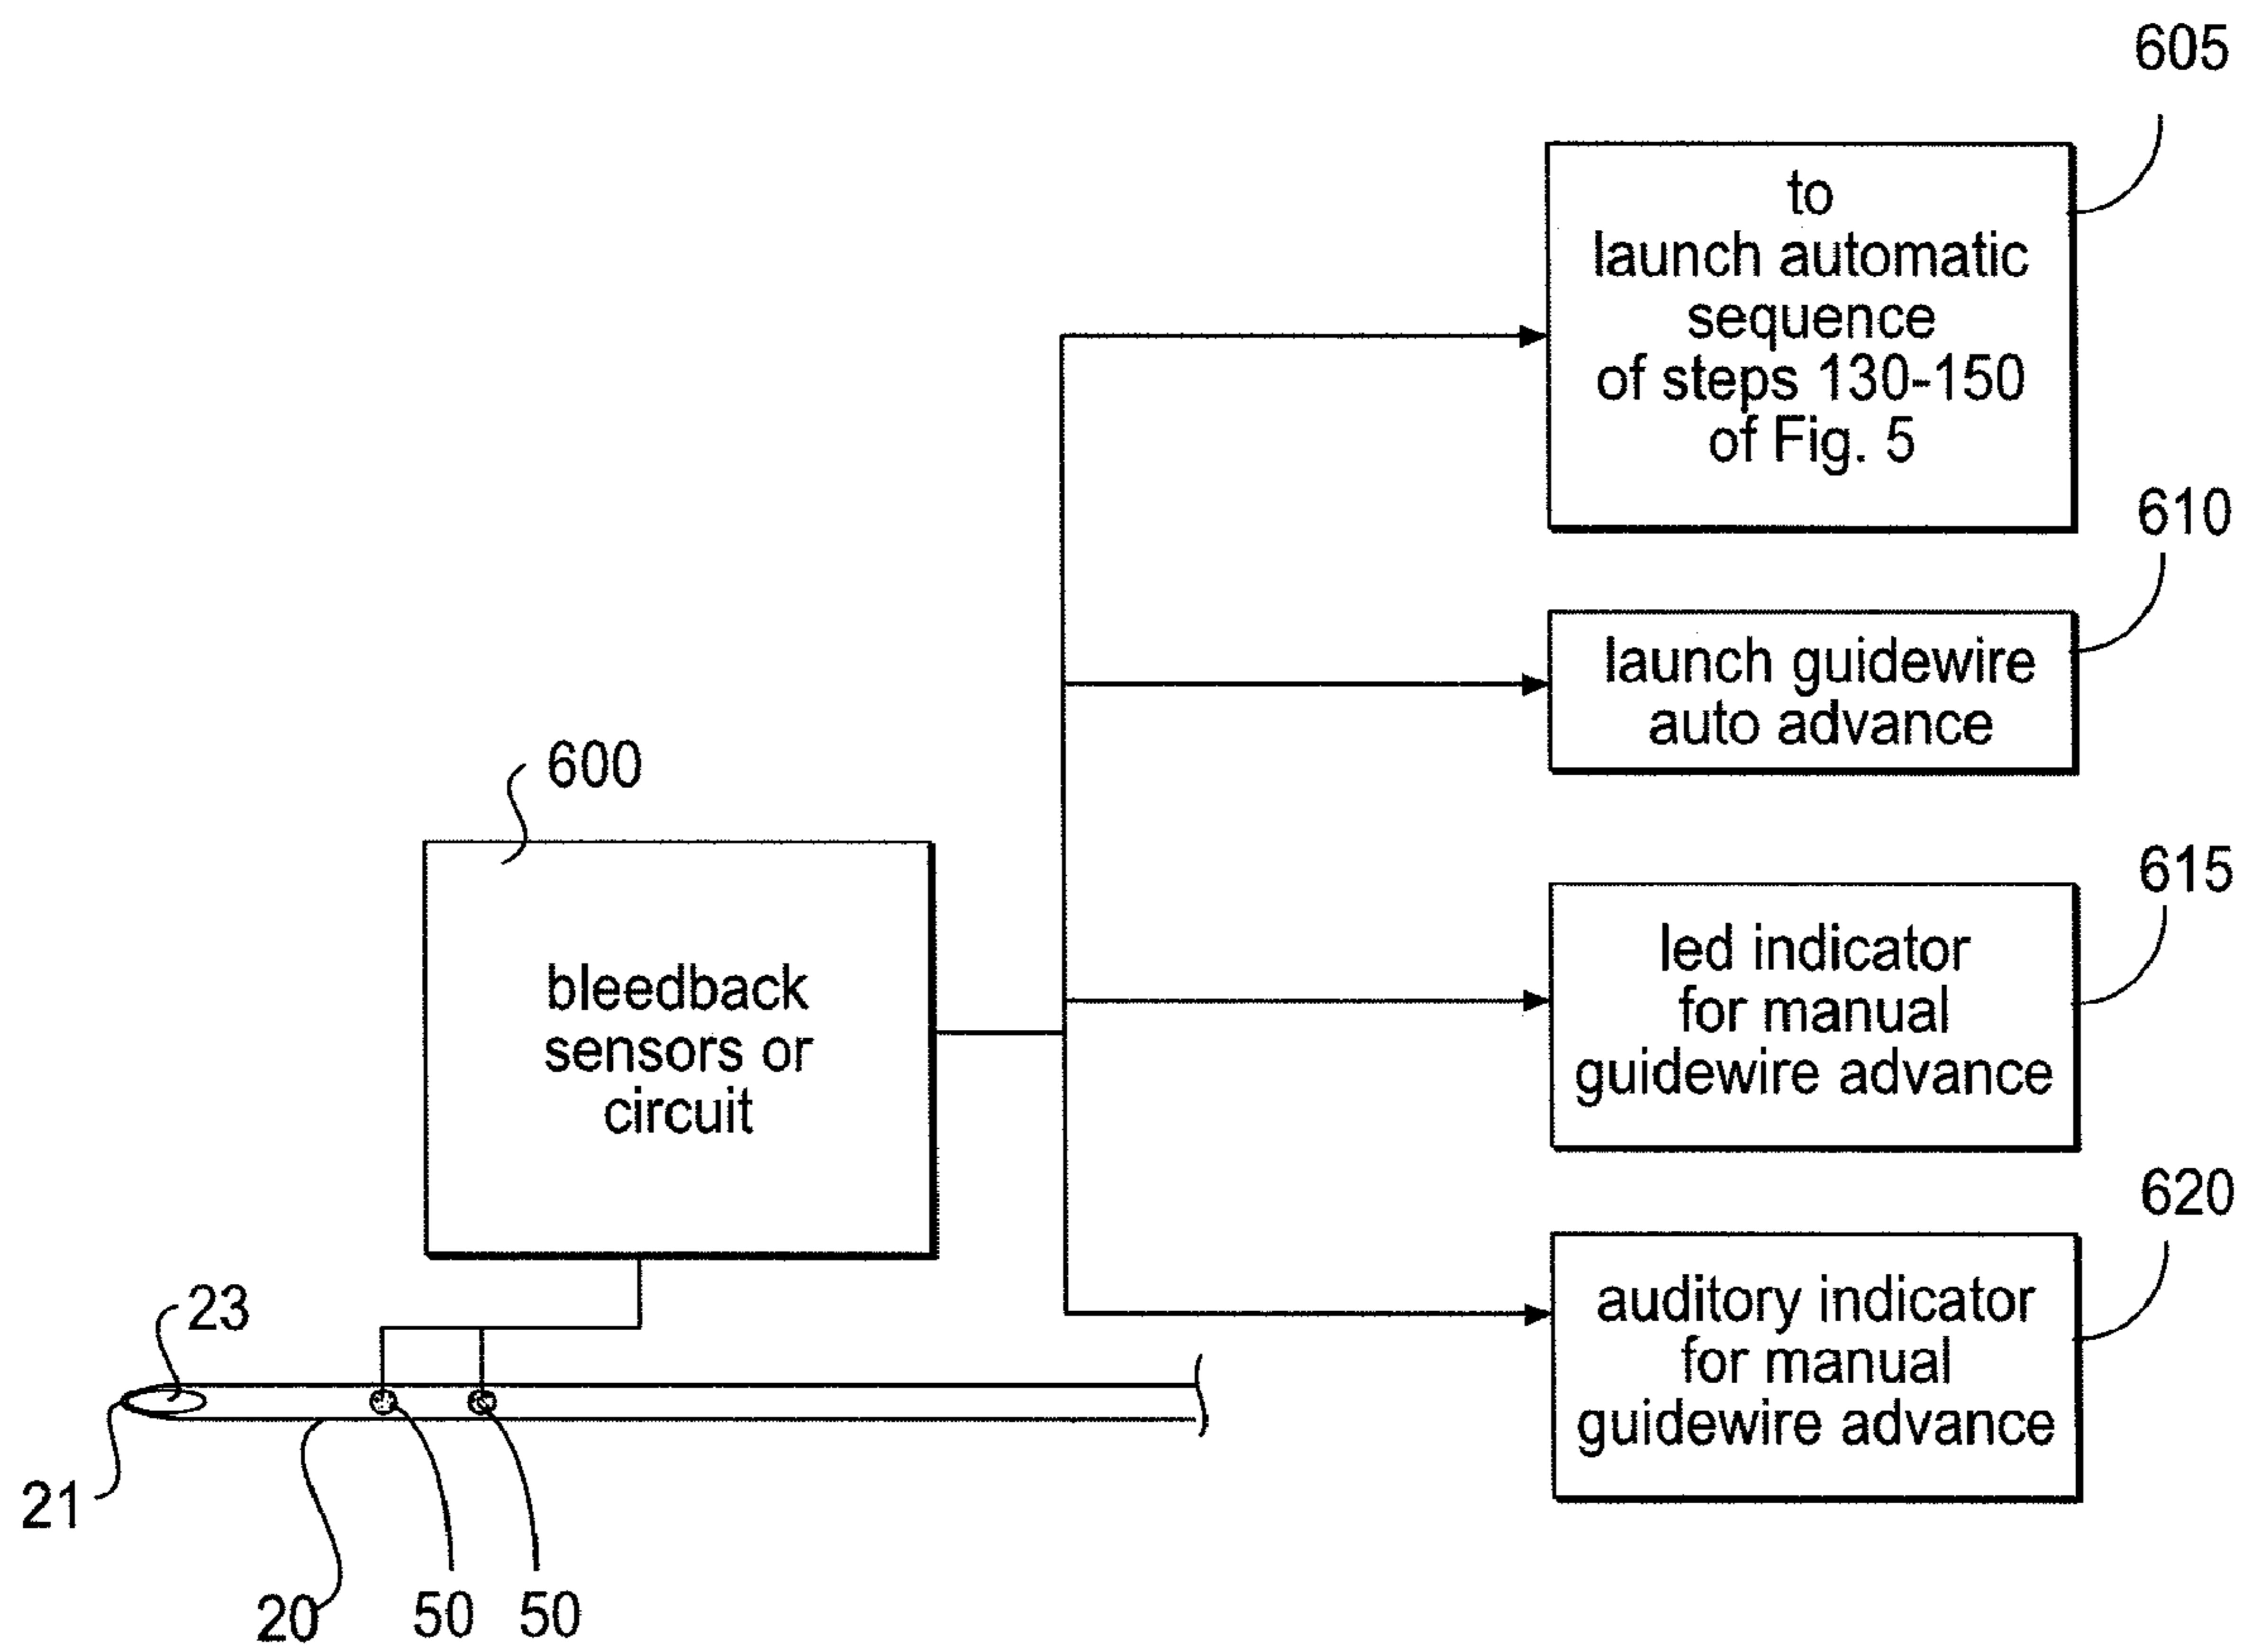 605
to
launch automatic
sequence
of steps 130-150
of Fig. 5
610
launch guidewire
auto advance
600
bleedback
sensors or
circuit
615
led indicator
for manual
guidewire advance
620
auditory indicator
for manual
guidewire advance
23
21
20
50
50